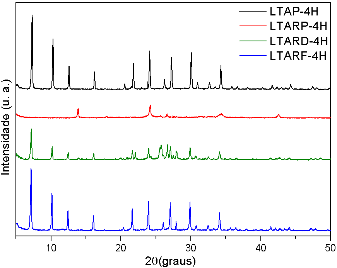 LTAP-4H
LTARP-4H
LTARD-4H
LTARF-4H
Intensidade (u. a.)
10 20 30 40 50
2θ(graus)